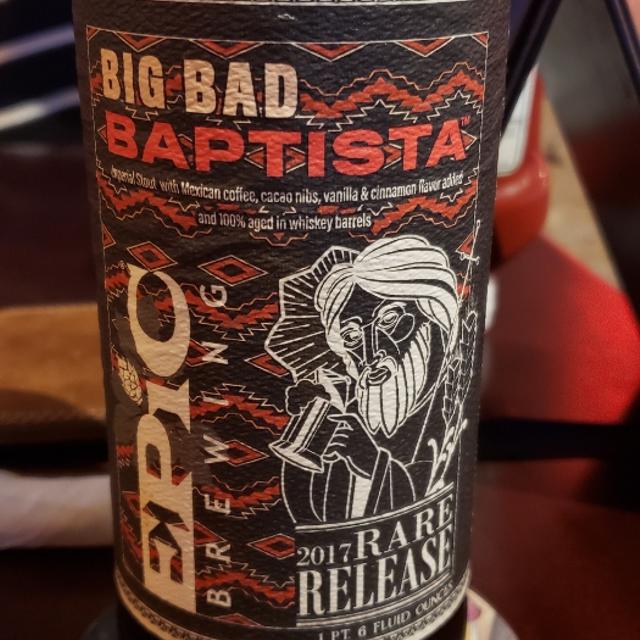 BIG BAD
BAPTISTA™
Imperial Stout with Mexican coffee, cacao nibs, vanilla & cinnamon flavor added
and 100% aged in whiskey barrels
EPIC
BREWING
2017 RARE
RELEASE
1 PT. 6 FLUID OUNCES